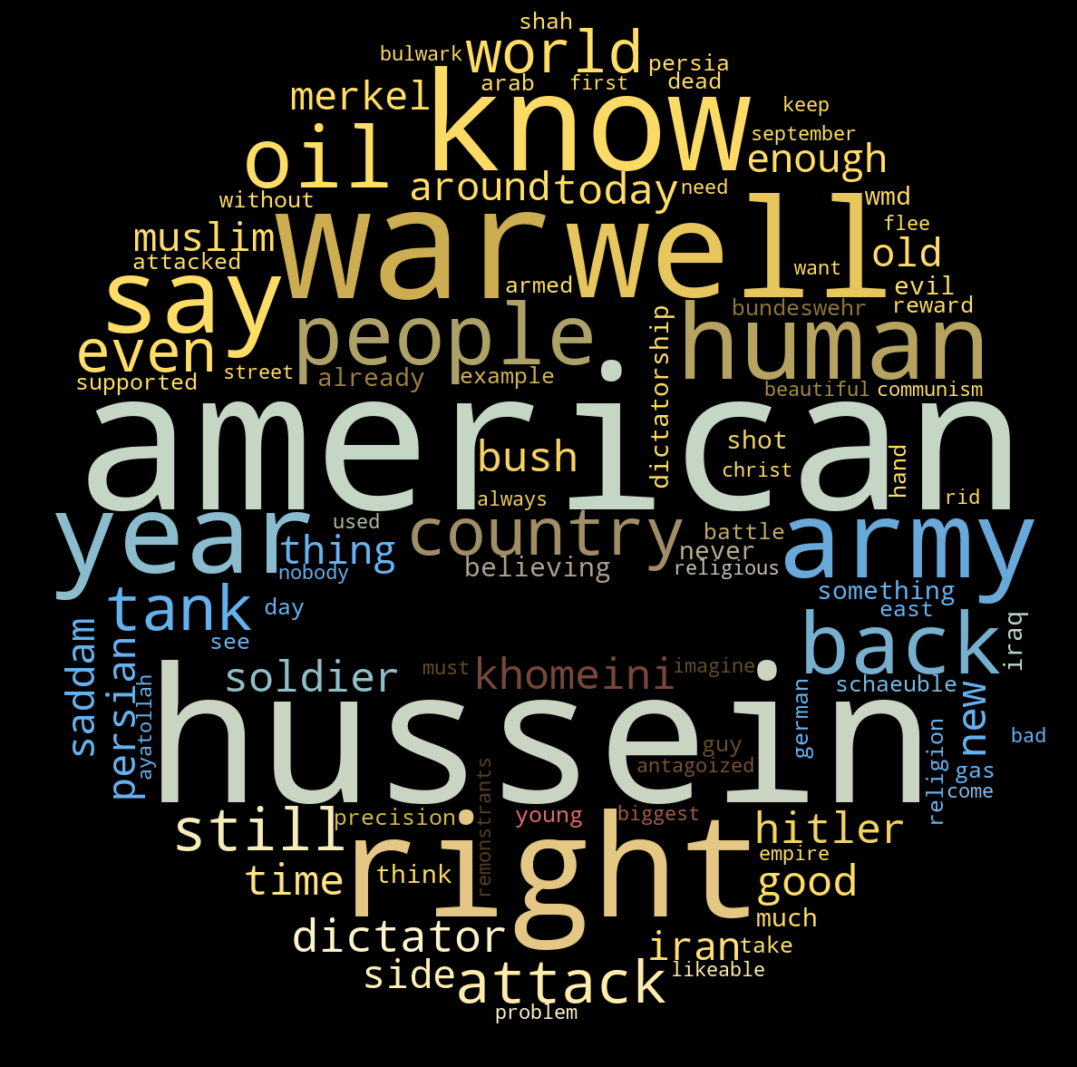 shah
bulwark
world
persia
know
arab
first
dead
merkel
keep
september
oil
enough
around
today
need
without
wmd
war
well
flee
muslim
old
attacked
want
say
armed
evil
reward
people
bundeswehr
human
dictatorship
even
supported
street
already
example
beautiful
communism
american
bush
shot
christ
hand
always
rid
year
used
country
battle
army
thing
never
nobody
believing
religious
tank
day
something
east
see
back
iraq
saddam
persian
ayatollah
soldier
must
khomeini
imagine
schaeuble
german
new
hussein
guy
religion
bad
antagoized
gas
come
remonstrants
still
precision
young
biggest
right
hitler
empire
time
think
good
much
dictator
iran
take
side
attack
likeable
problem